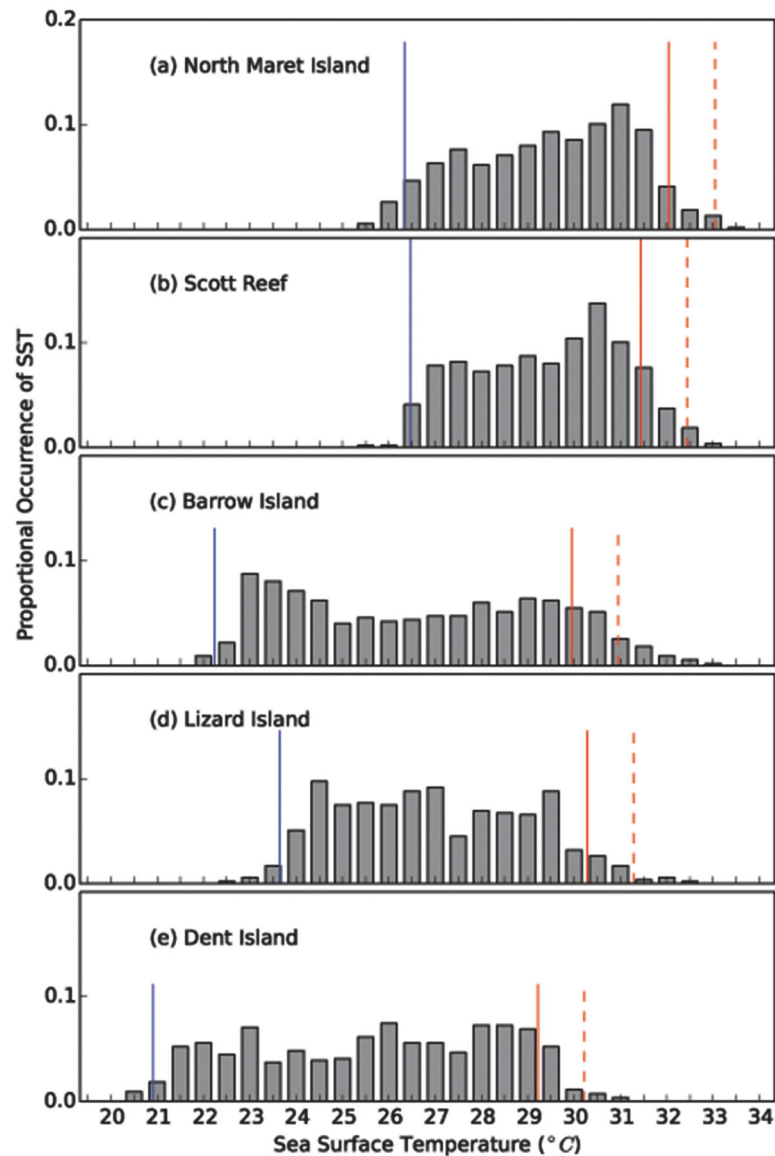 Proportional Occurrence of SST
0.2
(a) North Maret Island
0.1
0.0
(b) Scott Reef
0.1
0.0
(c) Barrow Island
0.1
0.0
(d) Lizard Island
0.1
0.0
(e) Dent Island
0.1
0.0
20 21 22 23 24 25 26 27 28 29 30 31 32 33 34
Sea Surface Temperature (°C)